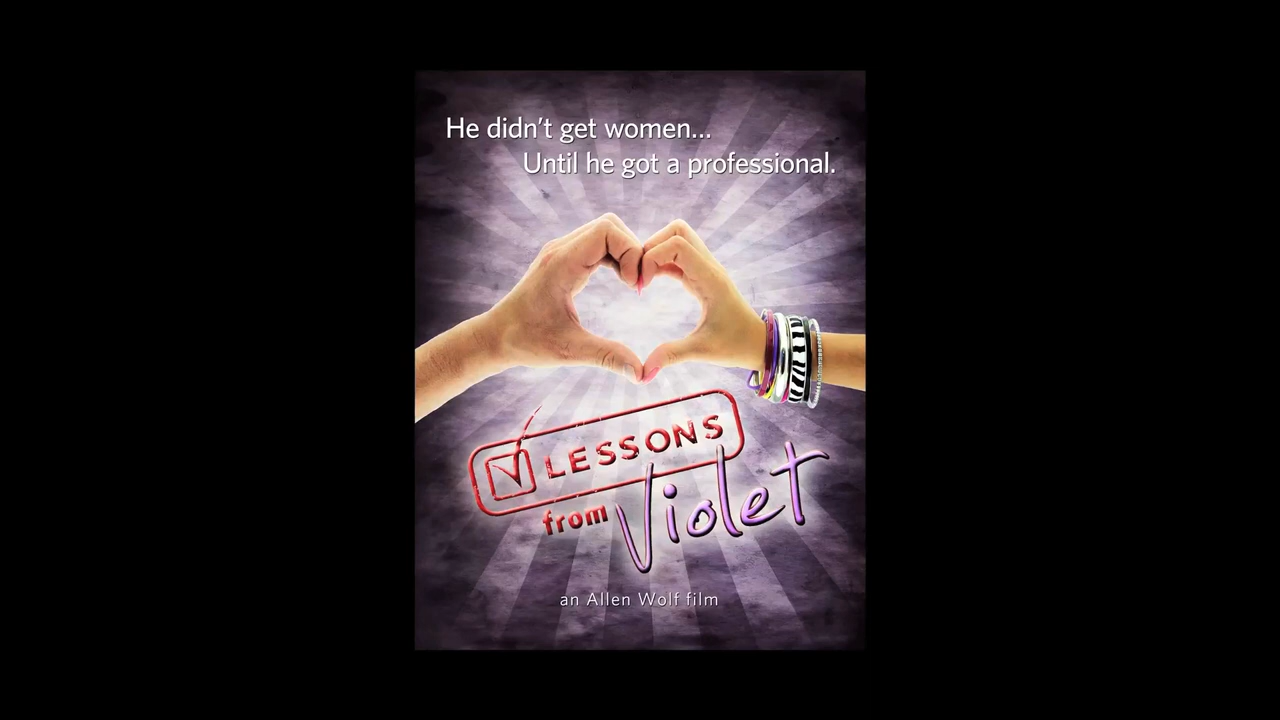 He didn't get women...
Until he got a professional.
LESSONS
from Violet
an Allen Wolf film